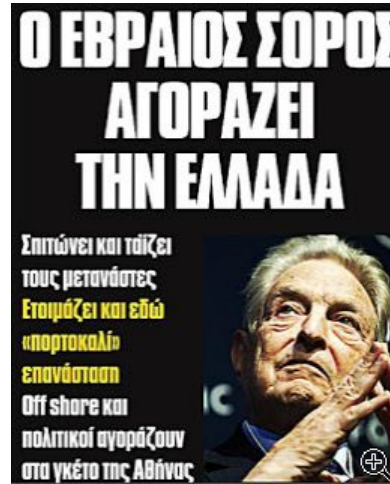 Ο ΕΒΡΑΙΟΣ ΣΟΡΟΣ
ΑΓΟΡΑΖΕΙ
ΤΗΝ ΕΛΛΑΔΑ
Σπιτώνει και ταΐζει
τους μετανάστες
Ετοιμάζει και εδώ
«πορτοκαλί»
επανάσταση
Off shore και
πολιτικοί αγοράζουν
στα γκέτο της Αθήνας